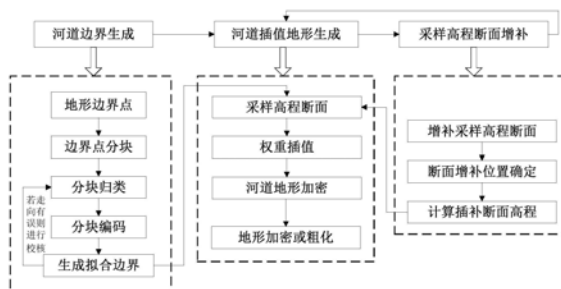 河道边界生成
河道插值地形生成
采样高程断面增补
地形边界点
边界点分块
分块归类
分块编码
生成拟合边界
若走向有误则进行校核
采样高程断面
权重插值
河道地形加密
地形加密或粗化
增补采样高程断面
断面增补位置确定
计算插补断面高程